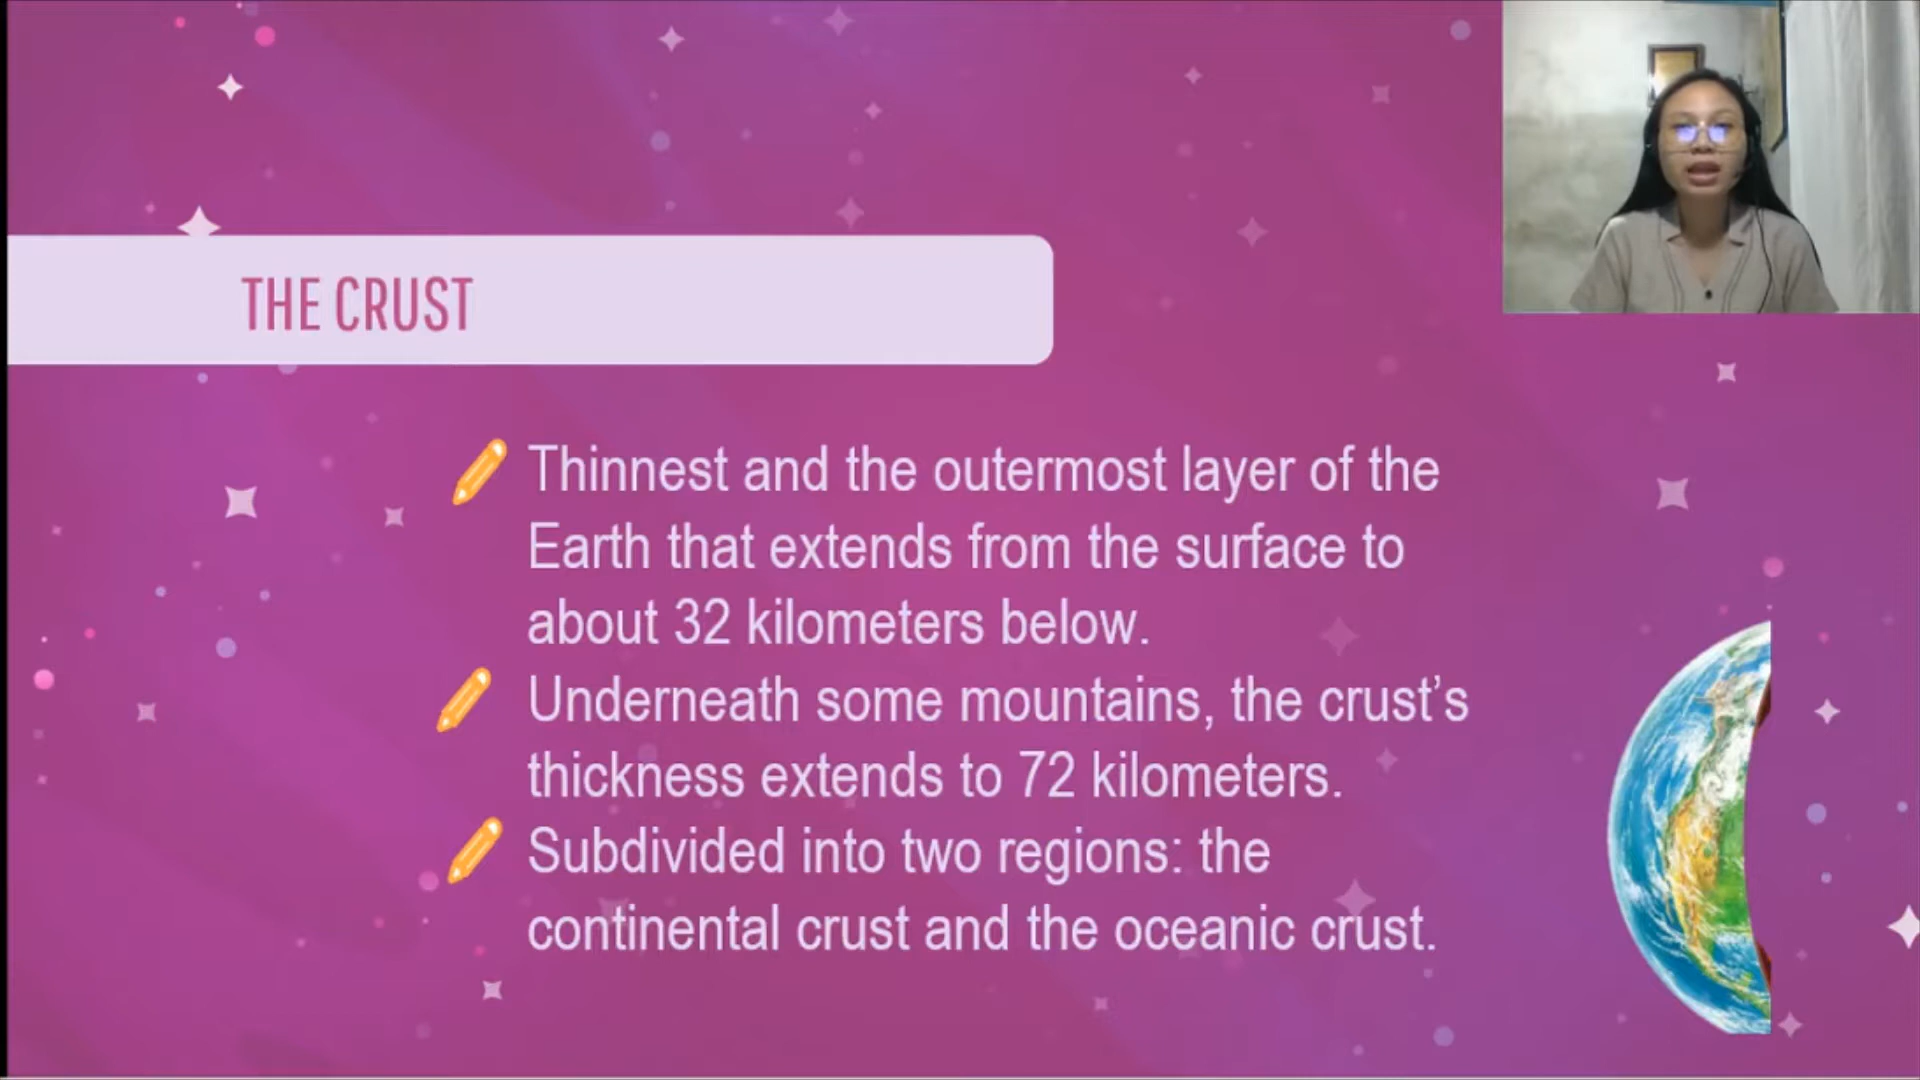 THE CRUST
Thinnest and the outermost layer of the
Earth that extends from the surface to
about 32 kilometers below.
Underneath some mountains, the crust’s
thickness extends to 72 kilometers.
Subdivided into two regions: the
continental crust and the oceanic crust.